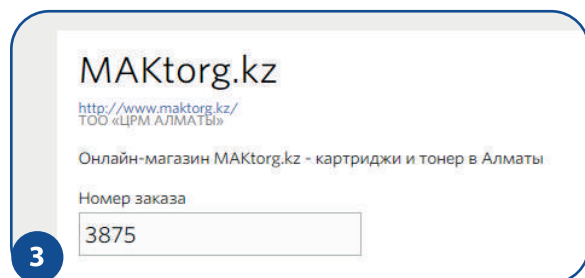 MAKtorg.kz
http://www.maktorg.kz/
ТОО «ЦРМ АЛМАТЫ»
Онлайн-магазин MAKtorg.kz - картриджи и тонер в Алматы
Номер заказа
3875
3